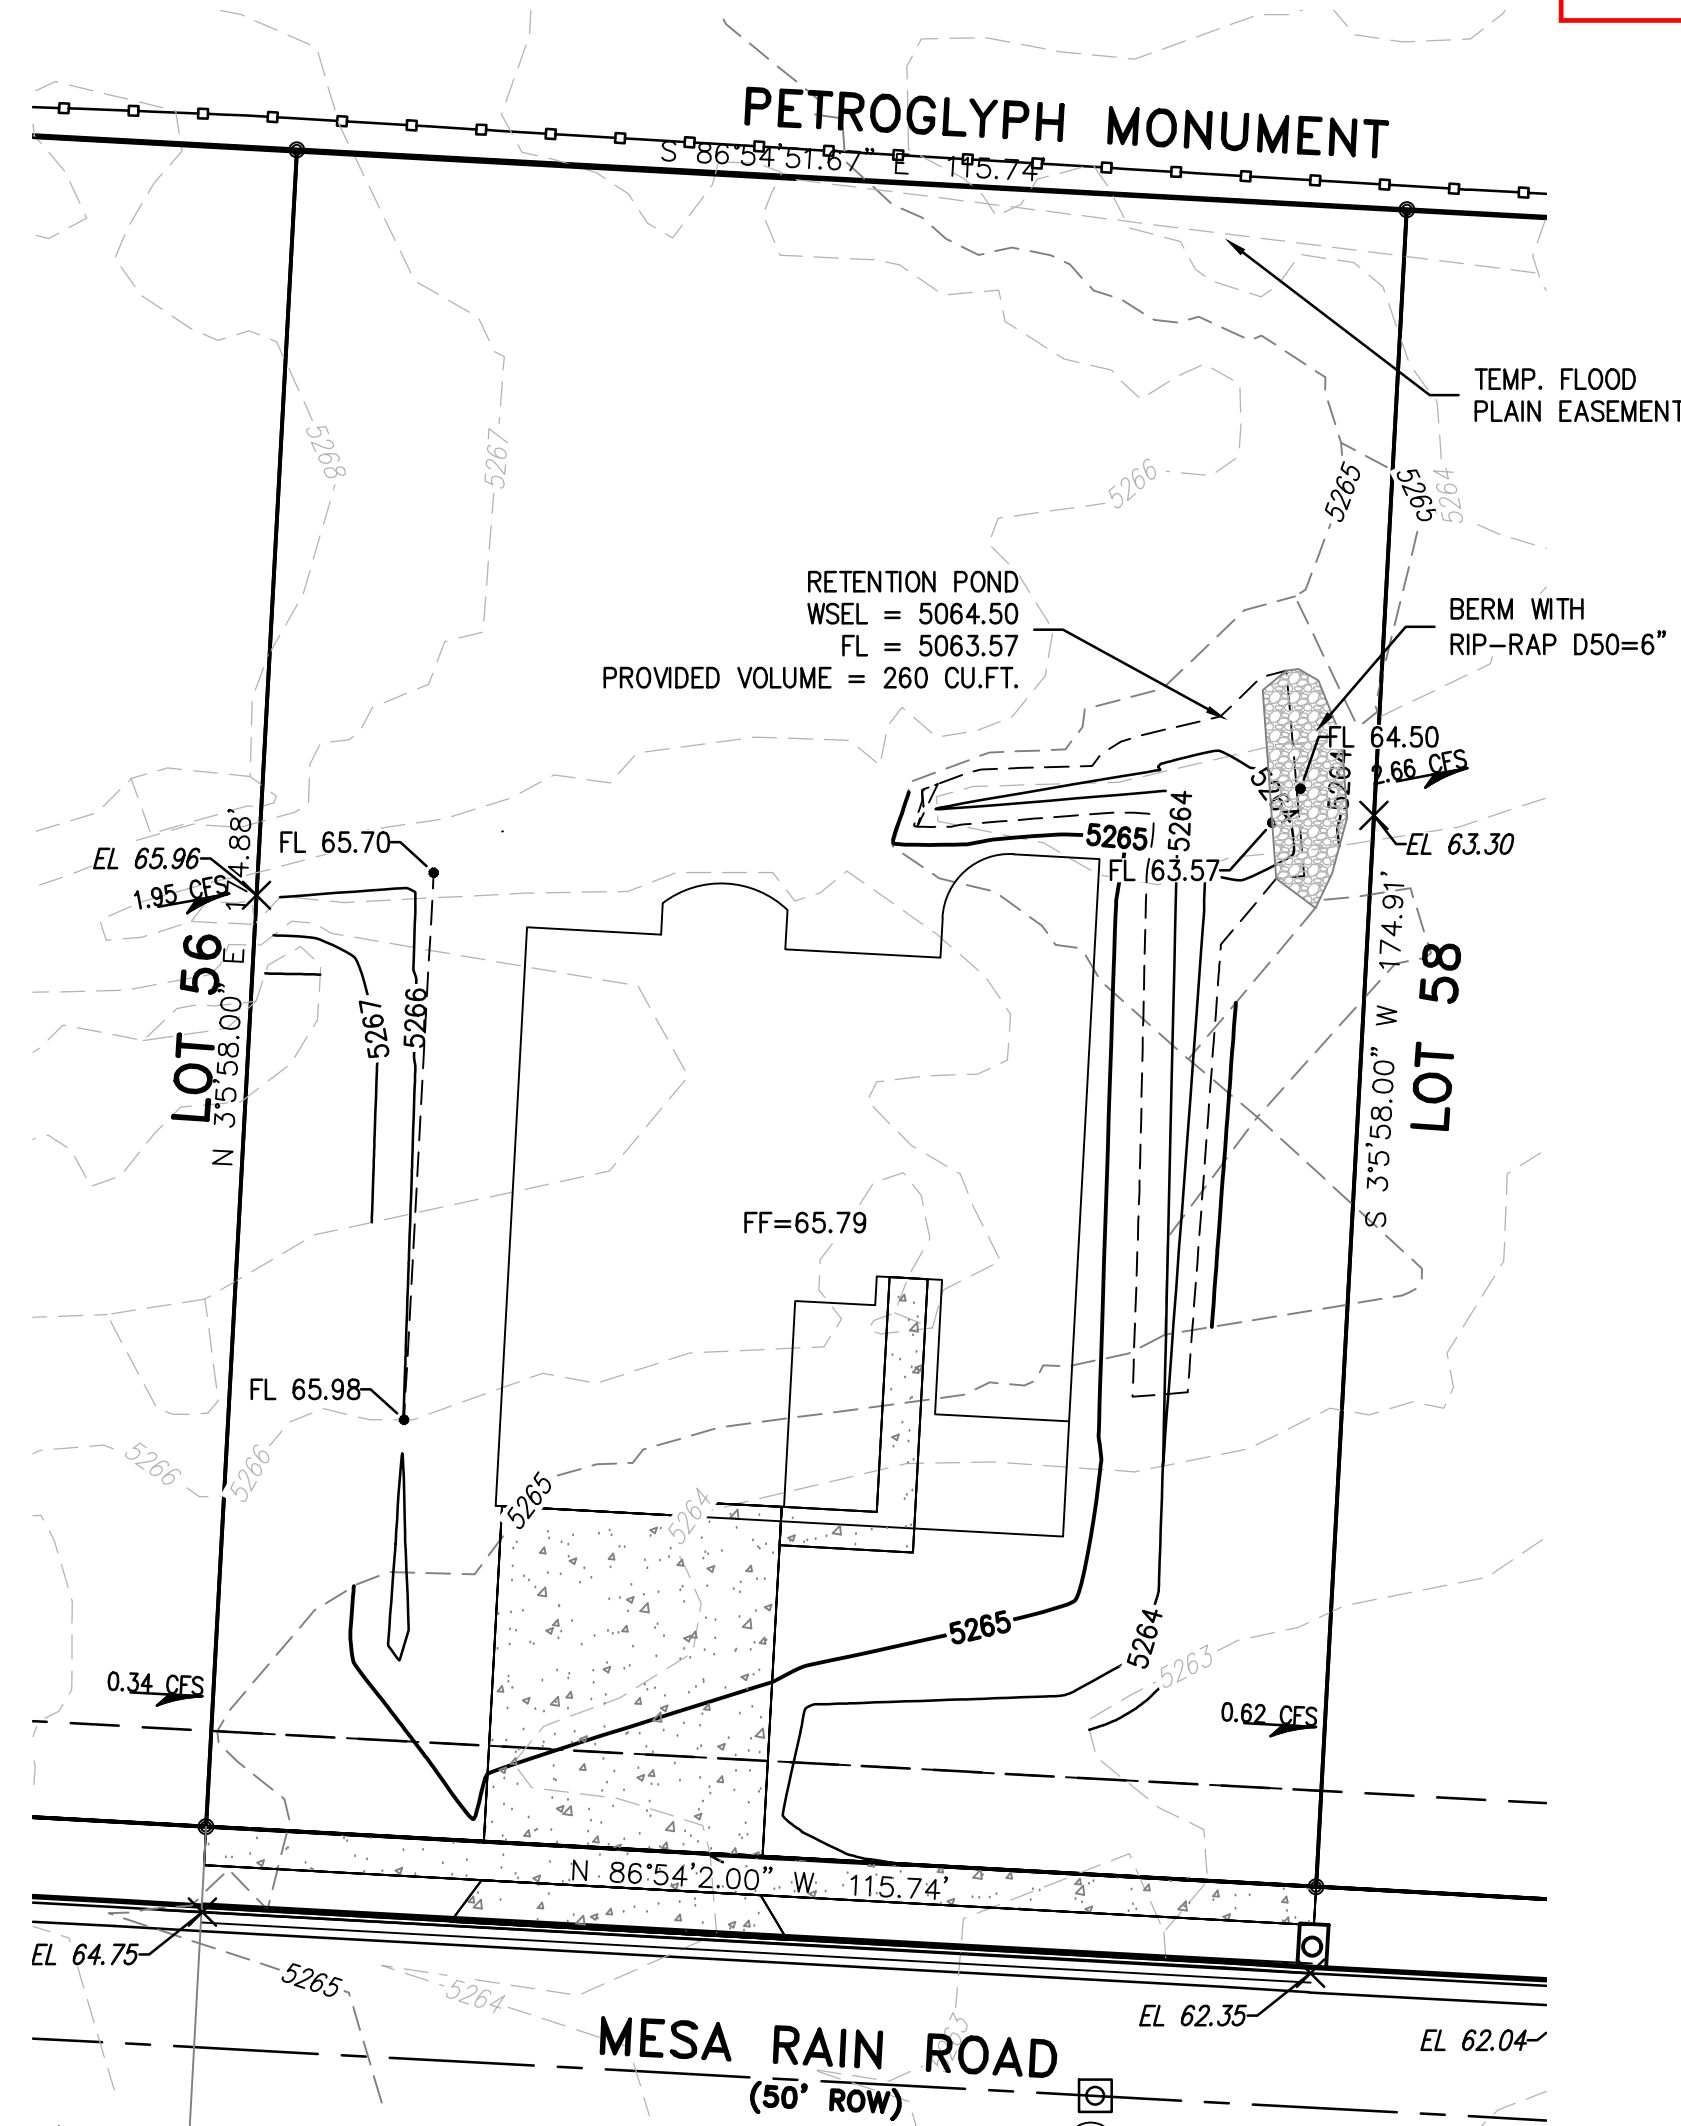 PETROGLYPH MONUMENT
S 86°54'51.67" E 115.74'
TEMP. FLOOD
PLAIN EASEMENT
5268
5267
5266
5265
5265
5264
RETENTION POND
WSEL = 5064.50
FL = 5063.57
PROVIDED VOLUME = 260 CU.FT.
BERM WITH
RIP-RAP D50=6"
FL 64.50
2.66 CFS
5264
EL 63.30
FL 65.70
EL 65.96
1.95 CFS
5265
5264
FL 63.57
LOT 56
N 3°5'58.00" E 174.88'
5267
5266
LOT 58
S 3°5'58.00" W 174.91'
FF=65.79
FL 65.98
5266
5266
5265
5264
5265
5264
5263
0.34 CFS
0.62 CFS
N 86°54'2.00" W 115.74'
EL 64.75
5265
5264
EL 62.35
EL 62.04
MESA RAIN ROAD
(50' ROW)